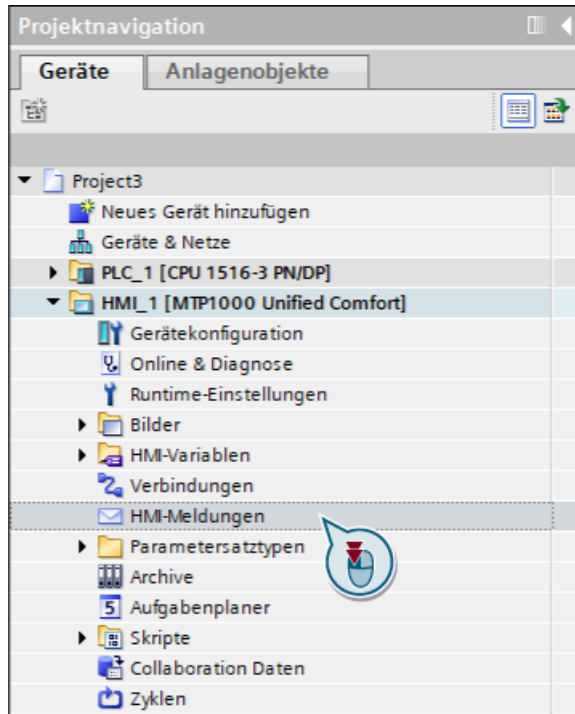 Projektnavigation
Geräte Anlagenobjekte
Project3
Neues Gerät hinzufügen
Geräte & Netze
PLC_1 [CPU 1516-3 PN/DP]
HMI_1 [MTP1000 Unified Comfort]
Gerätekonfiguration
Online & Diagnose
Runtime-Einstellungen
Bilder
HMI-Variablen
Verbindungen
HMI-Meldungen
Parametersatztypen
Archive
5 Aufgabenplaner
Skripte
Collaboration Daten
Zyklen